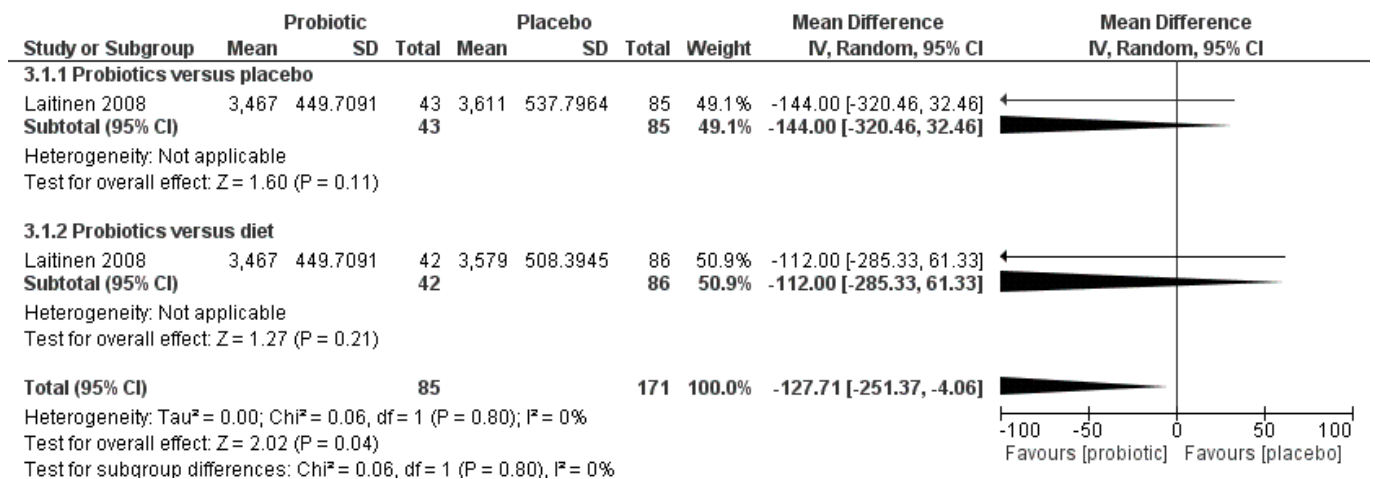 Probiotic Placebo Mean Difference Mean Difference
Study or Subgroup Mean SD Total Mean SD Total Weight IV, Random, 95% CI IV, Random, 95% CI
3.1.1 Probiotics versus placebo
Laitinen 2008 3,467 449.7091 43 3,611 537.7964 85 49.1% -144.00 [-320.46, 32.46]
Subtotal (95% CI) 43 85 49.1% -144.00 [-320.46, 32.46]
Heterogeneity: Not applicable
Test for overall effect: Z = 1.60 (P = 0.11)
3.1.2 Probiotics versus diet
Laitinen 2008 3,467 449.7091 42 3,579 508.3945 86 50.9% -112.00 [-285.33, 61.33]
Subtotal (95% CI) 42 86 50.9% -112.00 [-285.33, 61.33]
Heterogeneity: Not applicable
Test for overall effect: Z = 1.27 (P = 0.21)
Total (95% CI) 85 171 100.0% -127.71 [-251.37, -4.06]
Heterogeneity: Tau² = 0.00; Chi² = 0.06, df = 1 (P = 0.80); I² = 0%
Test for overall effect: Z = 2.02 (P = 0.04)
Test for subgroup differences: Chi² = 0.06, df = 1 (P = 0.80), I² = 0%
-100 -50 0 50 100
Favours [probiotic] Favours [placebo]